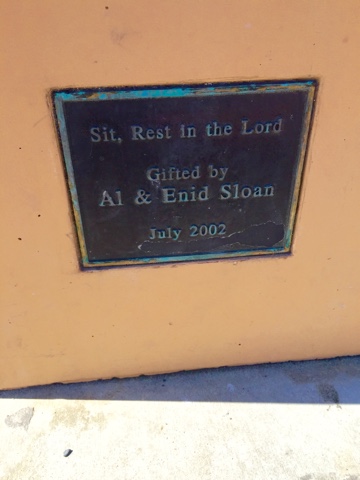 Sit, Rest in the Lord
Gifted by
Al & Enid Sloan
July 2002